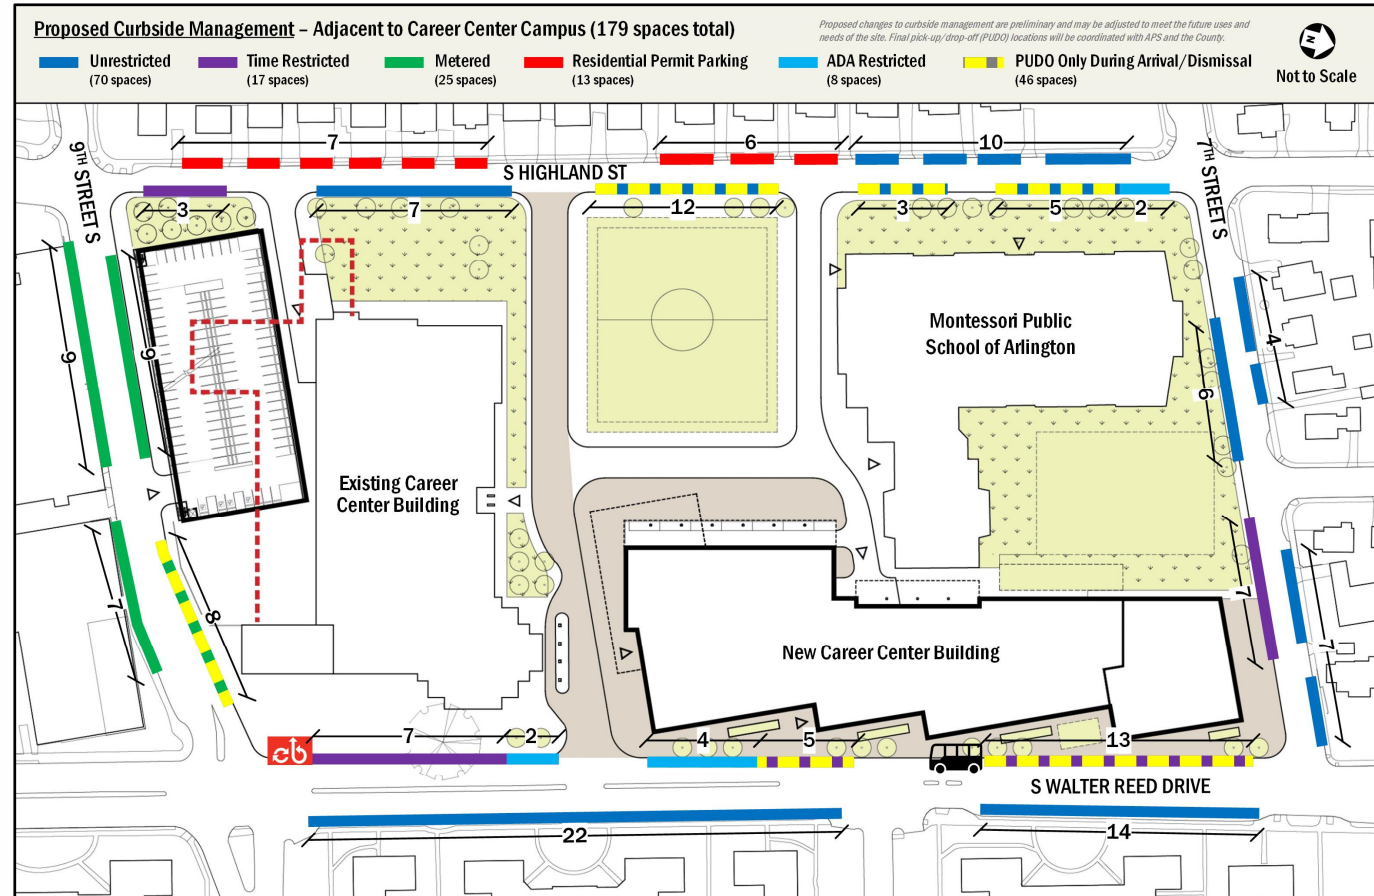 Proposed Curbside Management – Adjacent to Career Center Campus (179 spaces total)
Proposed changes to curbside management are preliminary and may be adjusted to meet the future uses and
needs of the site. Final pick-up/drop-off (PUDO) locations will be coordinated with APS and the County.
N
Not to Scale
Unrestricted
(70 spaces)
Time Restricted
(17 spaces)
Metered
(25 spaces)
Residential Permit Parking
(13 spaces)
ADA Restricted
(8 spaces)
PUDO Only During Arrival/Dismissal
(46 spaces)
7
6
10
S HIGHLAND ST
9TH STREET S
7TH STREET S
3
7
12
3
5
2
9
9
4
6
Montessori Public
School of Arlington
Existing Career
Center Building
7
8
7
7
New Career Center Building
7
2
4
5
13
S WALTER REED DRIVE
22
14